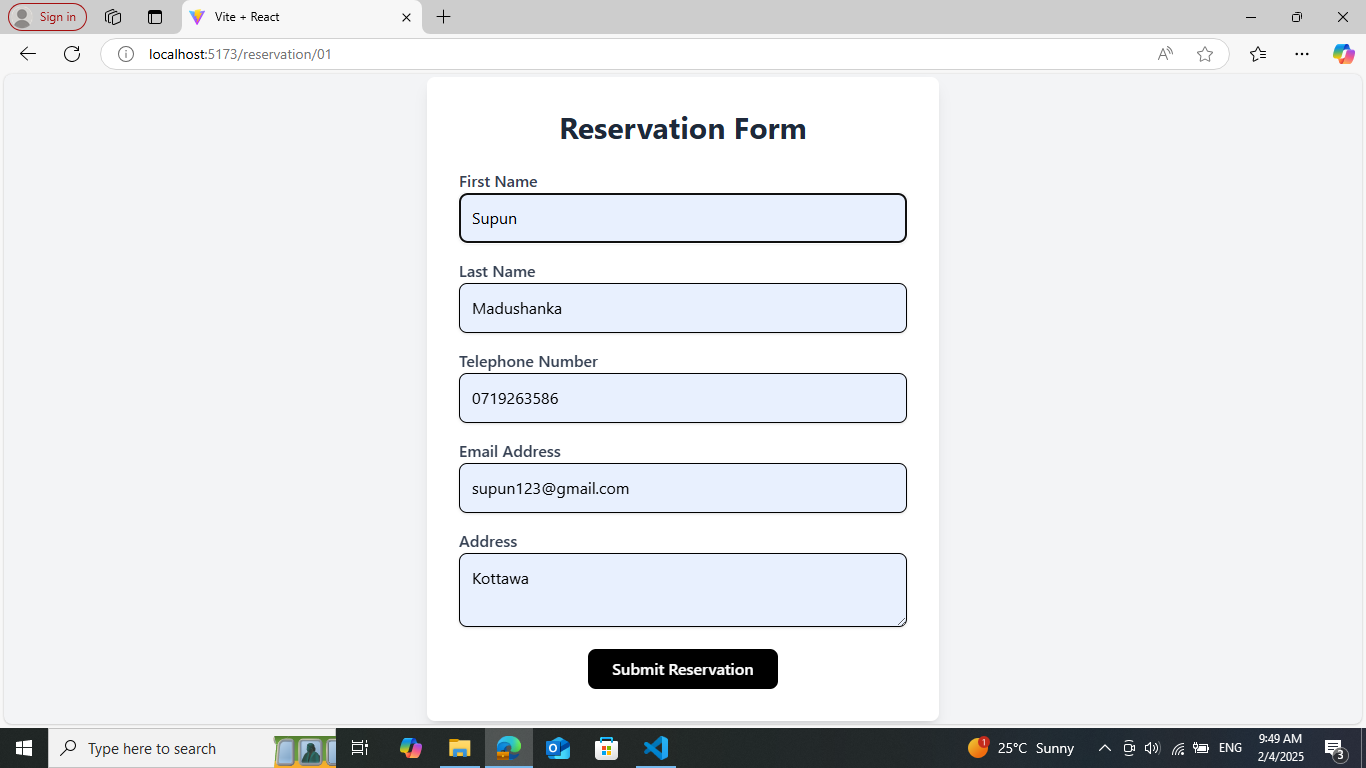 Sign in
Vite + React
localhost:5173/reservation/01
Reservation Form
First Name
Supun
Last Name
Madushanka
Telephone Number
0719263586
Email Address
supun123@gmail.com
Address
Kottawa
Submit Reservation
Type here to search
1
25°C Sunny
ENG
9:49 AM
2/4/2025
3